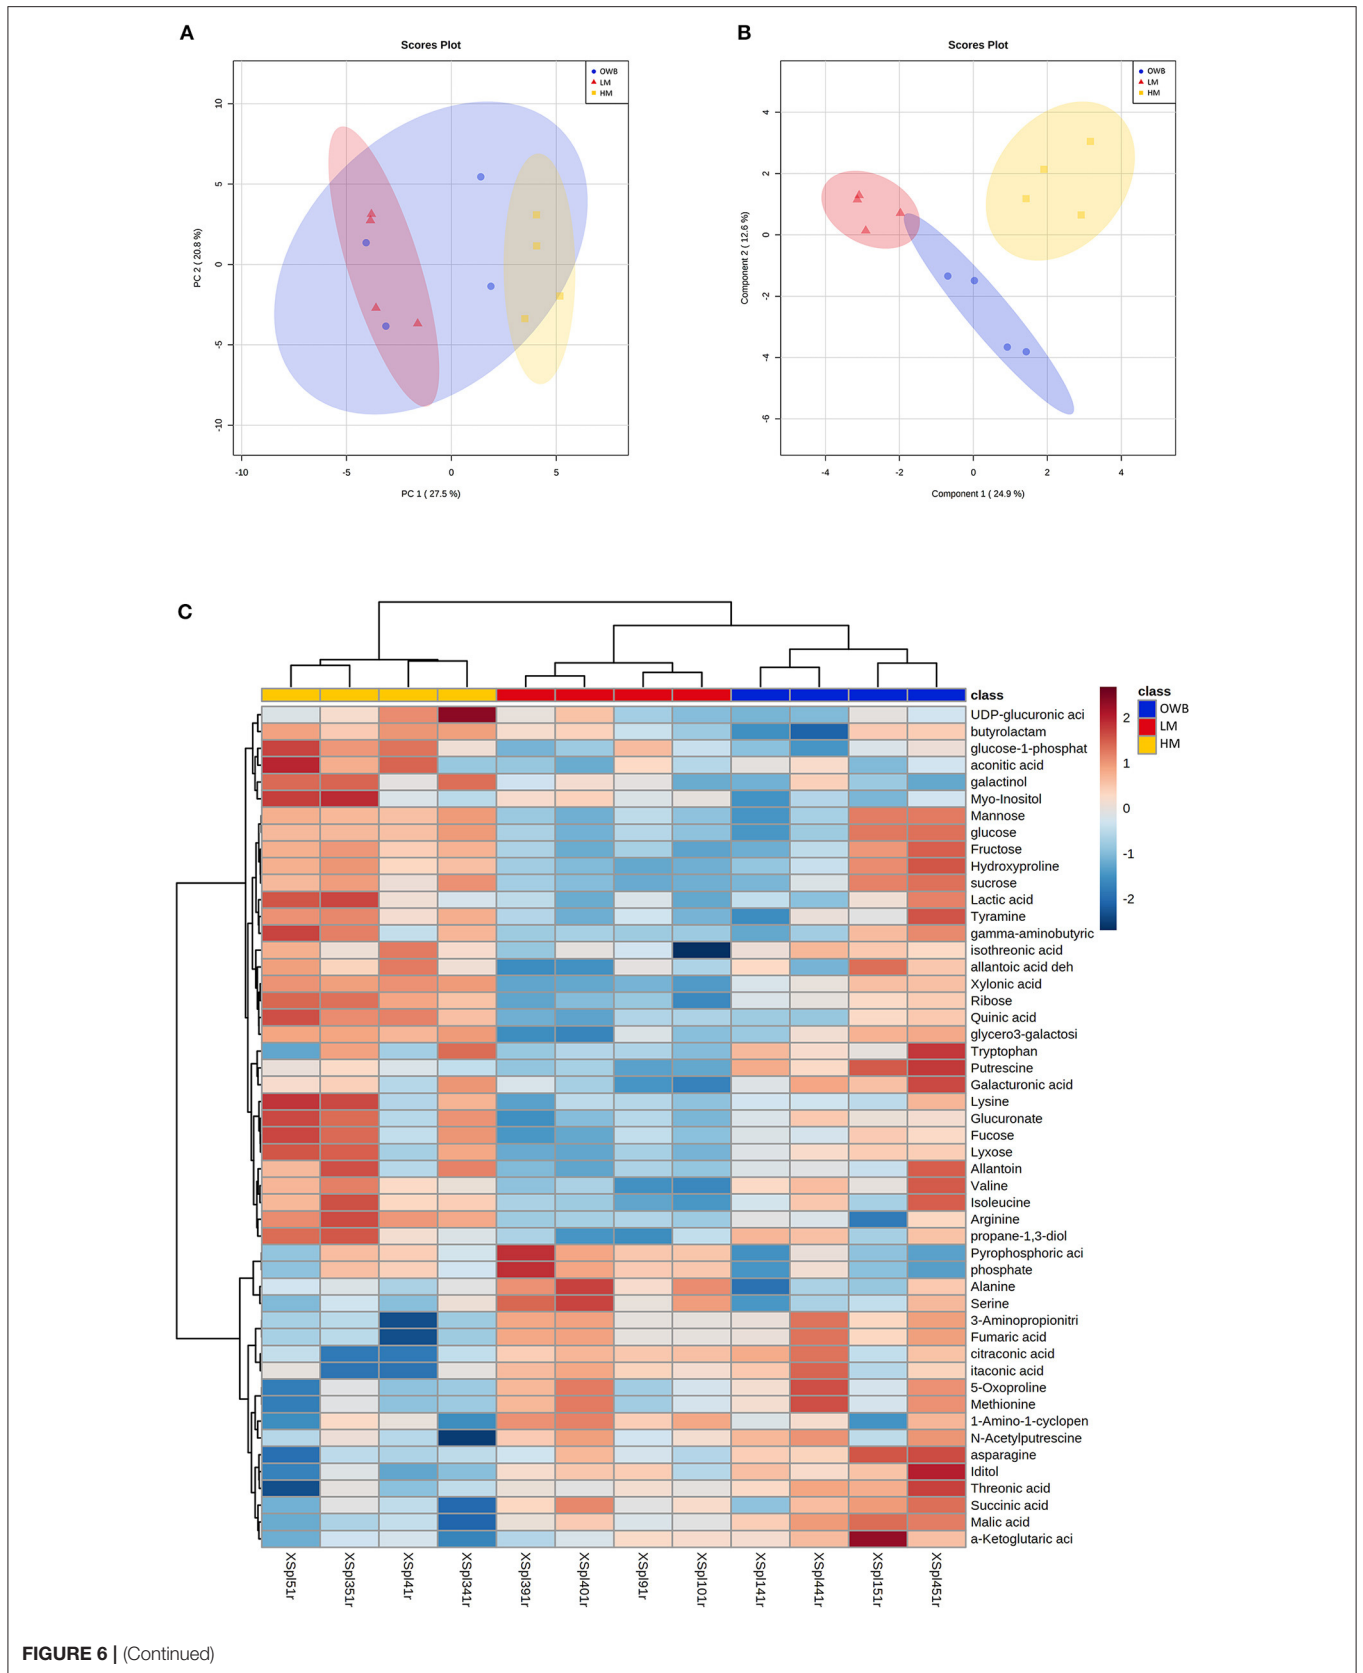 A
Scores Plot
OWB
LM
HM
PC 2 ( 20.8 %)
10
5
0
-5
-10
-10 -5 0 5
PC 1 ( 27.5 %)
B
Scores Plot
OWB
LM
HM
Component 2 ( 12.6 %)
4
2
0
-2
-4
-6
-4 -2 0 2 4
Component 1 ( 24.9 %)
C
class
UDP-glucuronic aci
butyrolactam
glucose-1-phosphat
aconitic acid
galactinol
Myo-Inositol
Mannose
glucose
Fructose
Hydroxyproline
sucrose
Lactic acid
Tyramine
gamma-aminobutyric
isothreonic acid
allantoic acid deh
Xylonic acid
Ribose
Quinic acid
glycero3-galactosi
Tryptophan
Putrescine
Galacturonic acid
Lysine
Glucuronate
Fucose
Lyxose
Allantoin
Valine
Isoleucine
Arginine
propane-1,3-diol
Pyrophosphoric aci
phosphate
Alanine
Serine
3-Aminopropionitri
Fumaric acid
citraconic acid
itaconic acid
5-Oxoproline
Methionine
1-Amino-1-cyclopen
N-Acetylputrescine
asparagine
Iditol
Threonic acid
Succinic acid
Malic acid
a-Ketoglutaric aci
2
1
0
-1
-2
class
OWB
LM
HM
XSpl51r
XSpl351r
XSpl41r
XSpl341r
XSpl391r
XSpl401r
XSpl91r
XSpl101r
XSpl141r
XSpl441r
XSpl151r
XSpl451r
FIGURE 6 | (Continued)